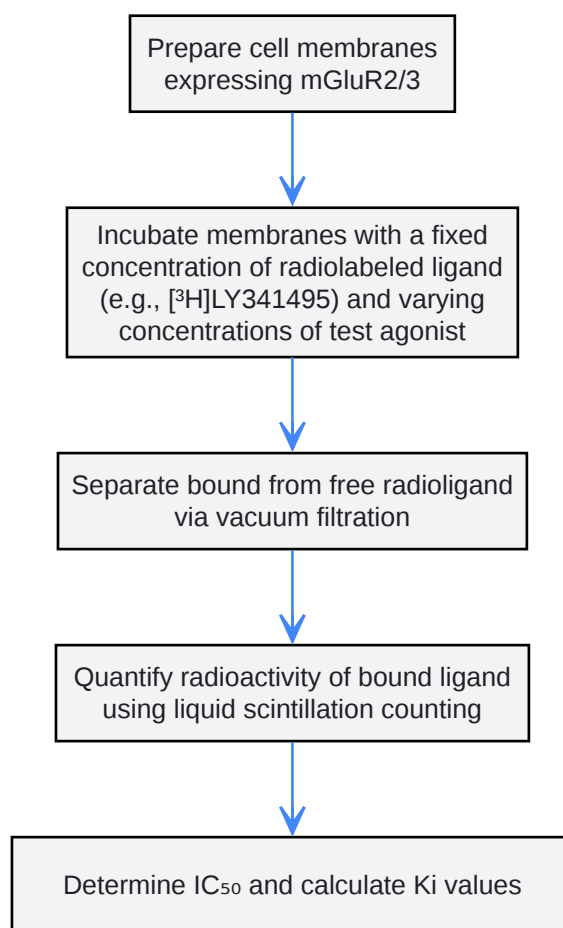 Prepare cell membranes
expressing mGluR2/3
Incubate membranes with a fixed
concentration of radiolabeled ligand
(e.g., [³H]LY341495) and varying
concentrations of test agonist
Separate bound from free radioligand
via vacuum filtration
Quantify radioactivity of bound ligand
using liquid scintillation counting
Determine IC₅₀ and calculate Ki values